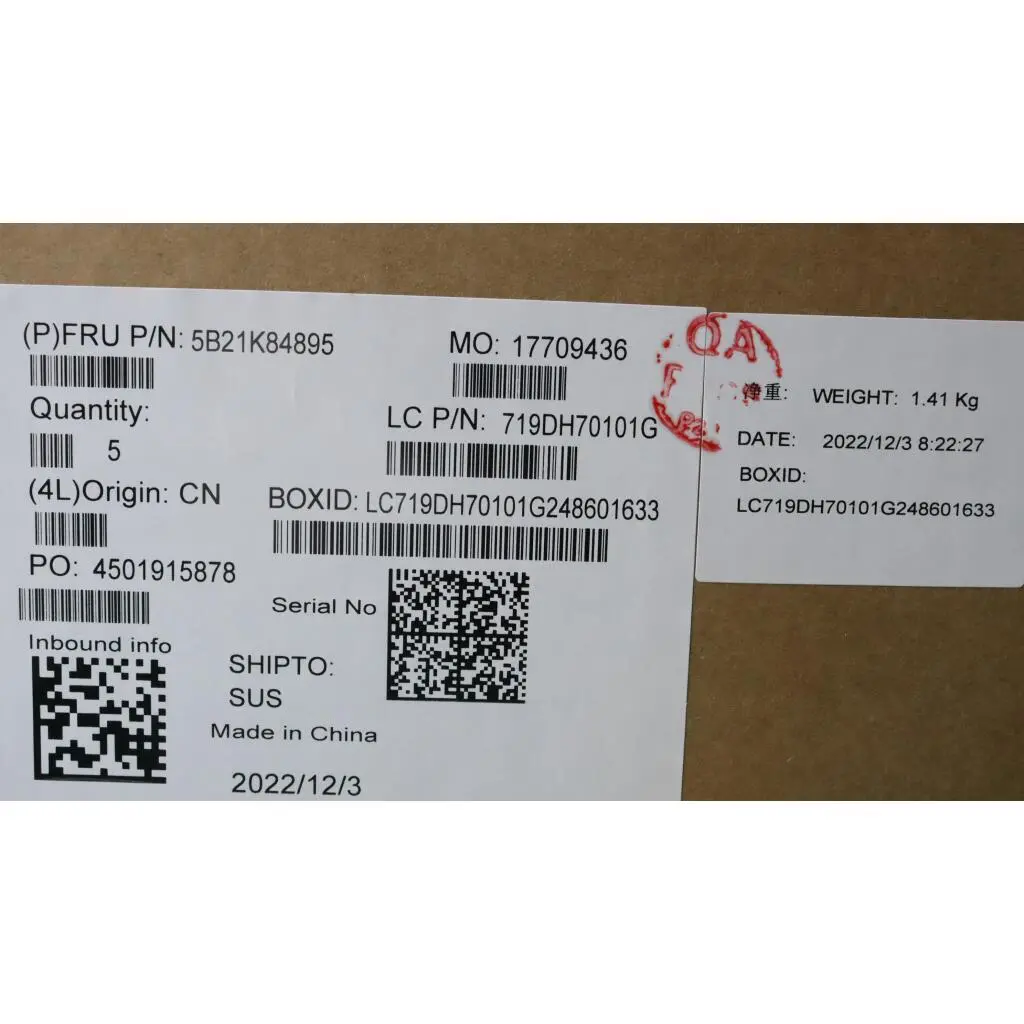 (P)FRU P/N: 5B21K84895
Quantity:
5
(4L)Origin: CN
PO: 4501915878
Inbound info
MO: 17709436
LC P/N: 719DH70101G
BOXID: LC719DH70101G248601633
Serial No
SHIPTO:
SUS
Made in China
2022/12/3
QA
净重: WEIGHT: 1.41 Kg
DATE: 2022/12/3 8:22:27
BOXID:
LC719DH70101G248601633